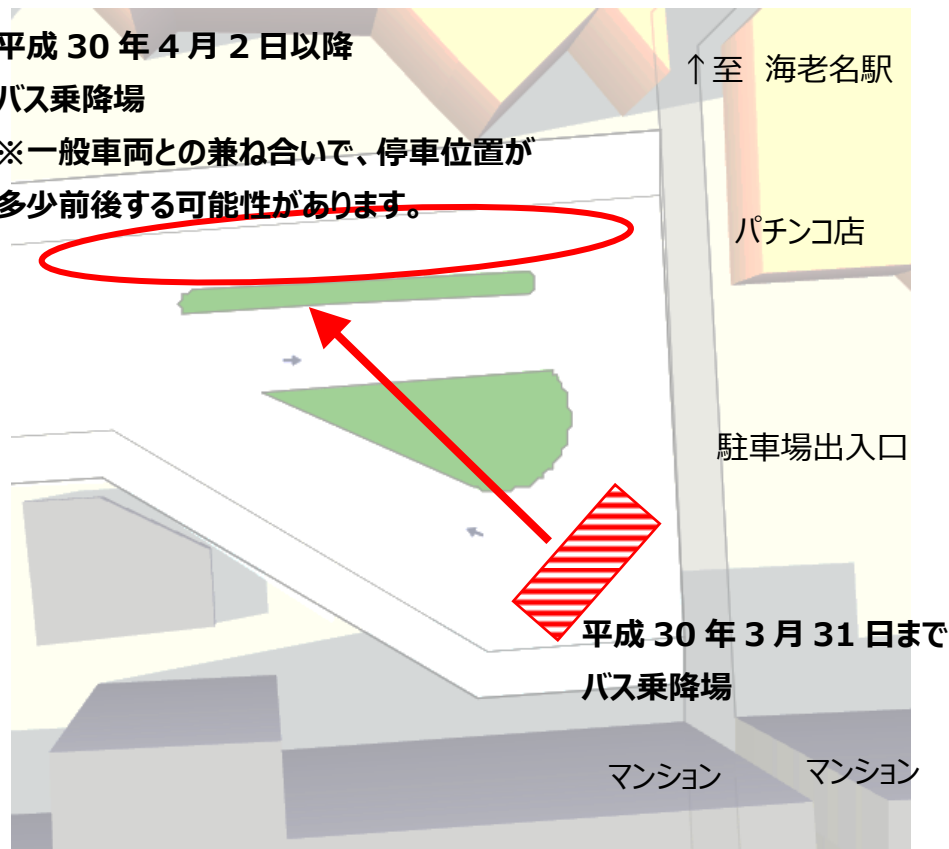 平成 30 年 4 月 2 日以降
バス乗降場
※一般車両との兼ね合いで、停車位置が
多少前後する可能性があります。
↑至 海老名駅
パチンコ店
駐車場出入口
平成 30 年 3 月 31 日まで
バス乗降場
マンション
マンション